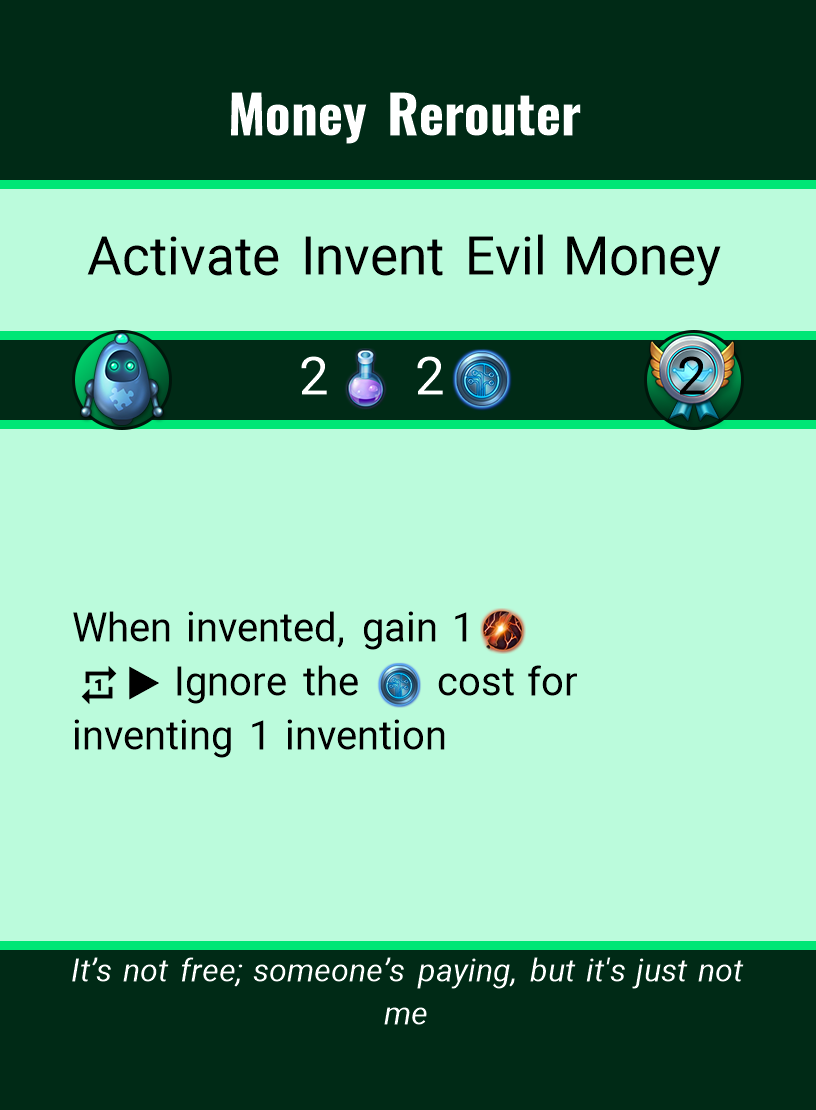 Money Rerouter
Activate Invent Evil Money
2 2 2
When invented, gain 1
1 Ignore the cost for
inventing 1 invention
It’s not free; someone’s paying, but it's just not
me